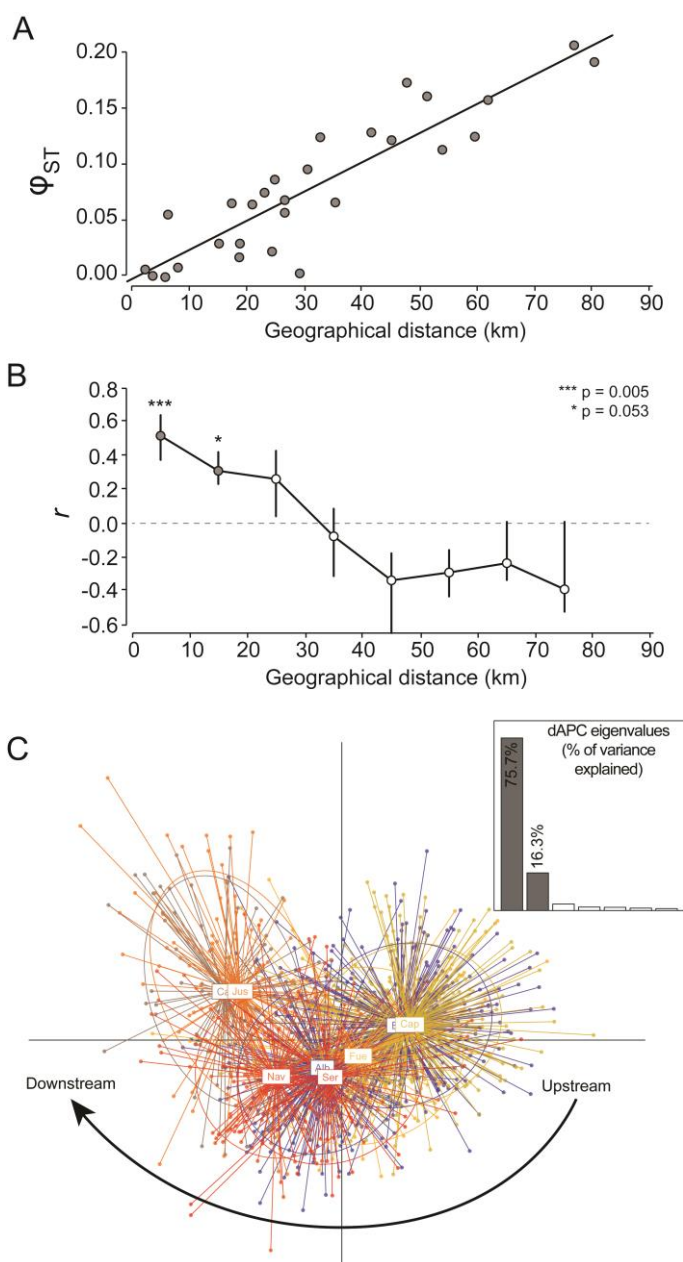 A
φST
0.20
0.15
0.10
0.05
0.00
0 10 20 30 40 50 60 70 80 90
Geographical distance (km)
B
r
0.8
0.6
0.4
0.2
0.0
-0.2
-0.4
-0.6
***
*
*** p = 0.005
* p = 0.053
0 10 20 30 40 50 60 70 80 90
Geographical distance (km)
C
dAPC eigenvalues
(% of variance
explained)
75.7%
16.3%
Jus
Cap
Fue
Alb
Nav
Ser
Downstream
Upstream